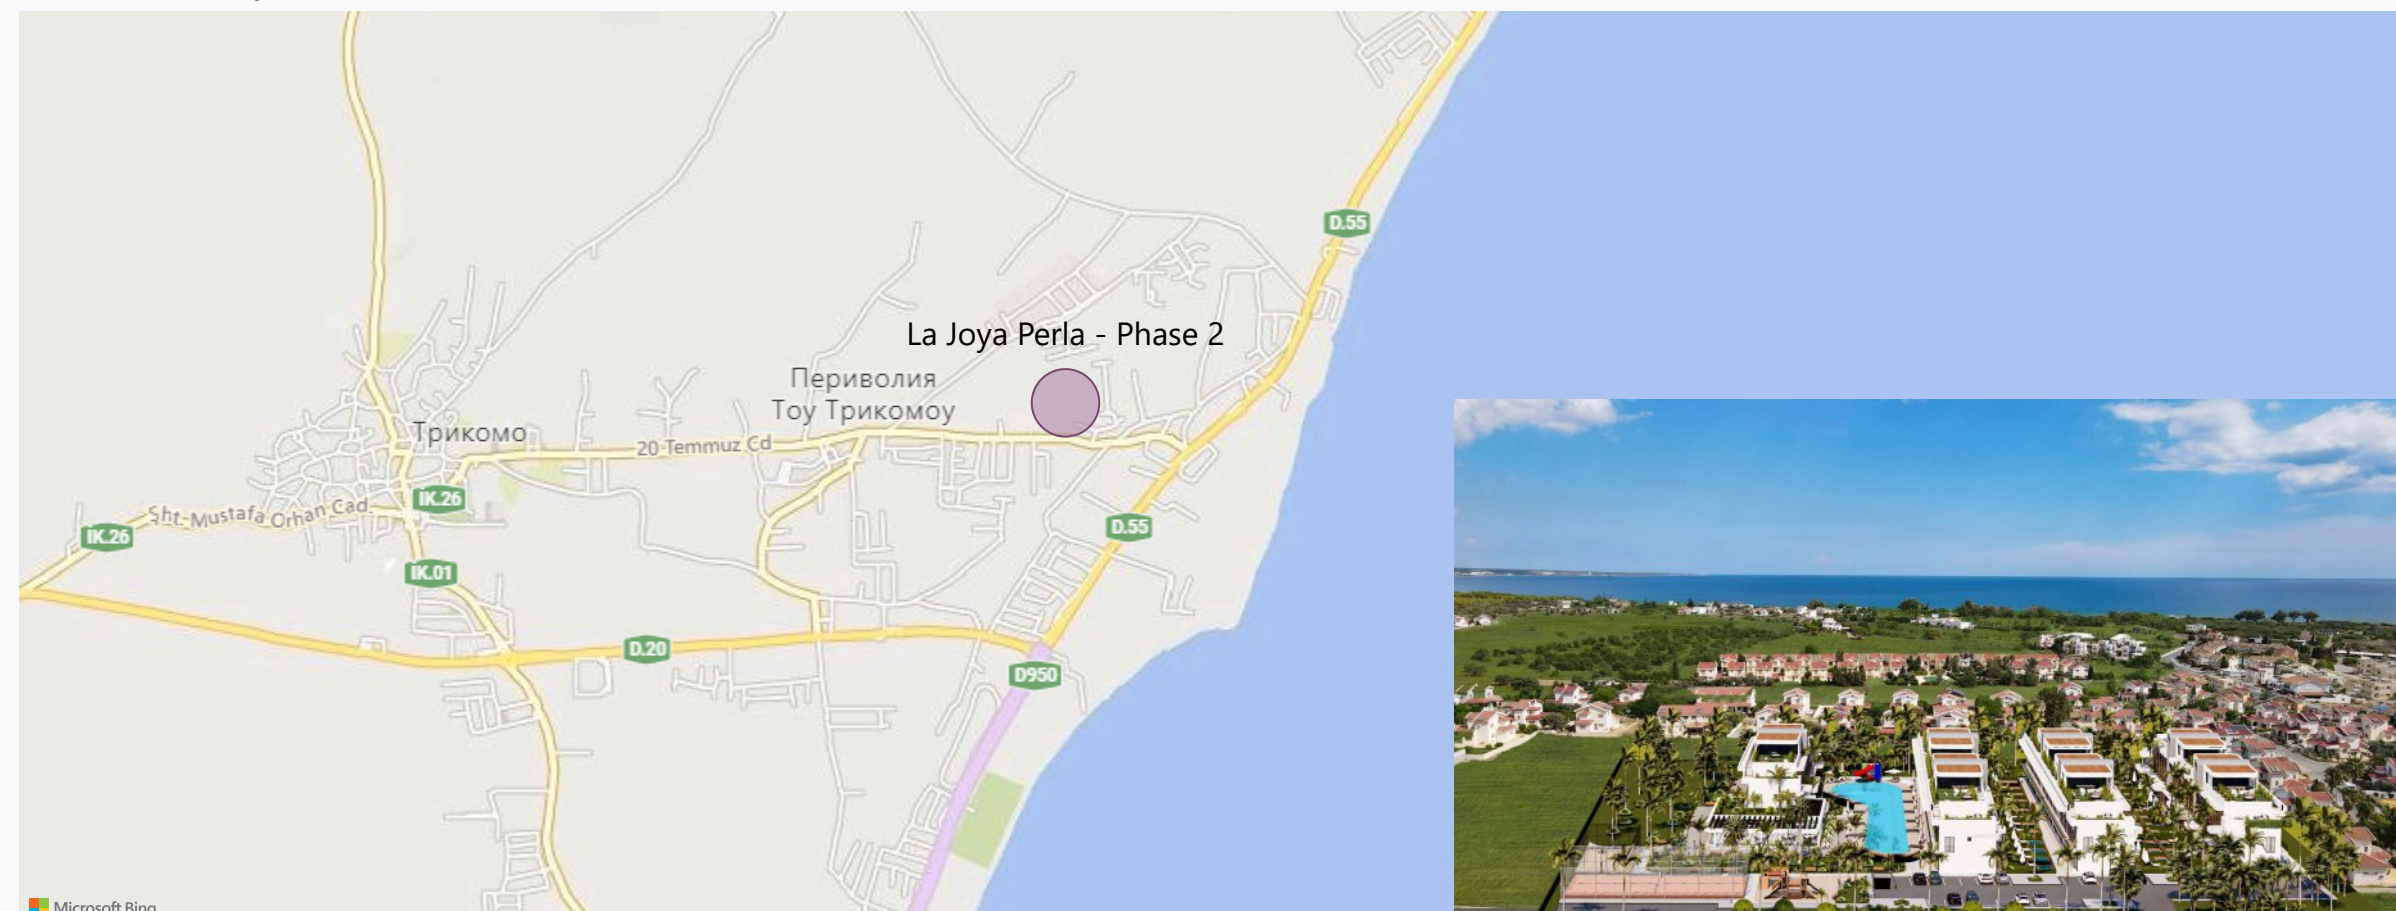 D.55
La Joya Perla - Phase 2
Периволия
Тоу Трикомоу
Трикомо
20 Temmuz Cd
IK.26
Şht. Mustafa Orhan Cad.
IK.26
D.55
IK.01
D.20
D950
Microsoft Bing